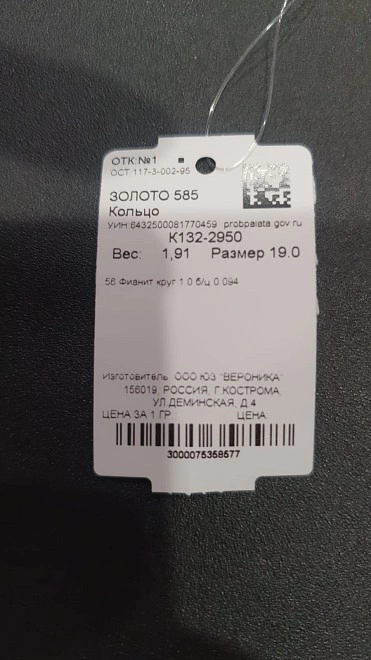 ОТК:№1
ОСТ 117-3-002-95
ЗОЛОТО 585
Кольцо
УИН:6432500081770459 probpalata.gov.ru
К132-2950
Вес: 1,91 Размер 19.0
56 Фианит круг 1.0 б/ц 0.094
Изготовитель: ООО ЮЗ "ВЕРОНИКА"
156019, РОССИЯ, Г.КОСТРОМА,
УЛ.ДЕМИНСКАЯ, Д.4
ЦЕНА ЗА 1 ГР.: ЦЕНА:
3000075358577